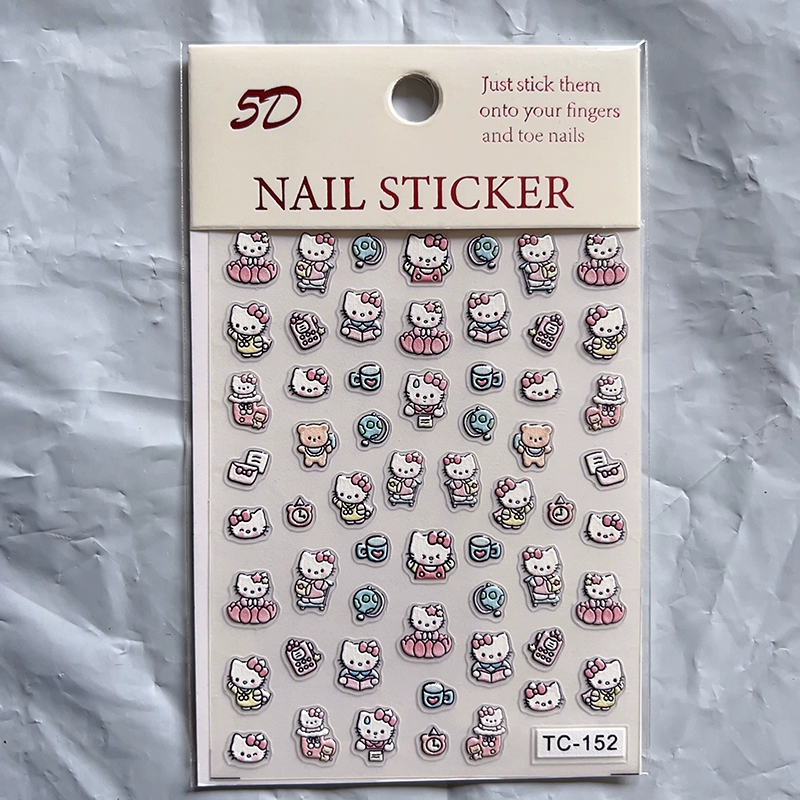 5D
Just stick them
onto your fingers
and toe nails
NAIL STICKER
TC-152